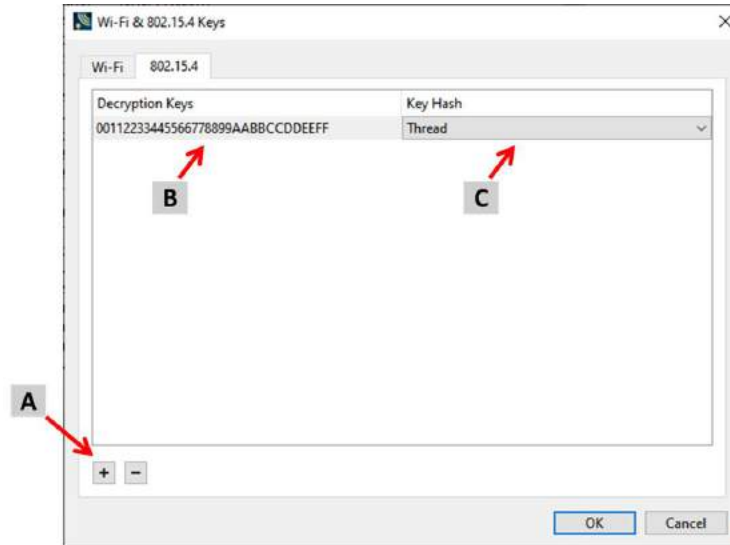 Wi-Fi & 802.15.4 Keys
Wi-Fi 802.15.4
Decryption Keys Key Hash
00112233445566778899AABBCCDDEEFF Thread
B C
A
+ −
OK Cancel